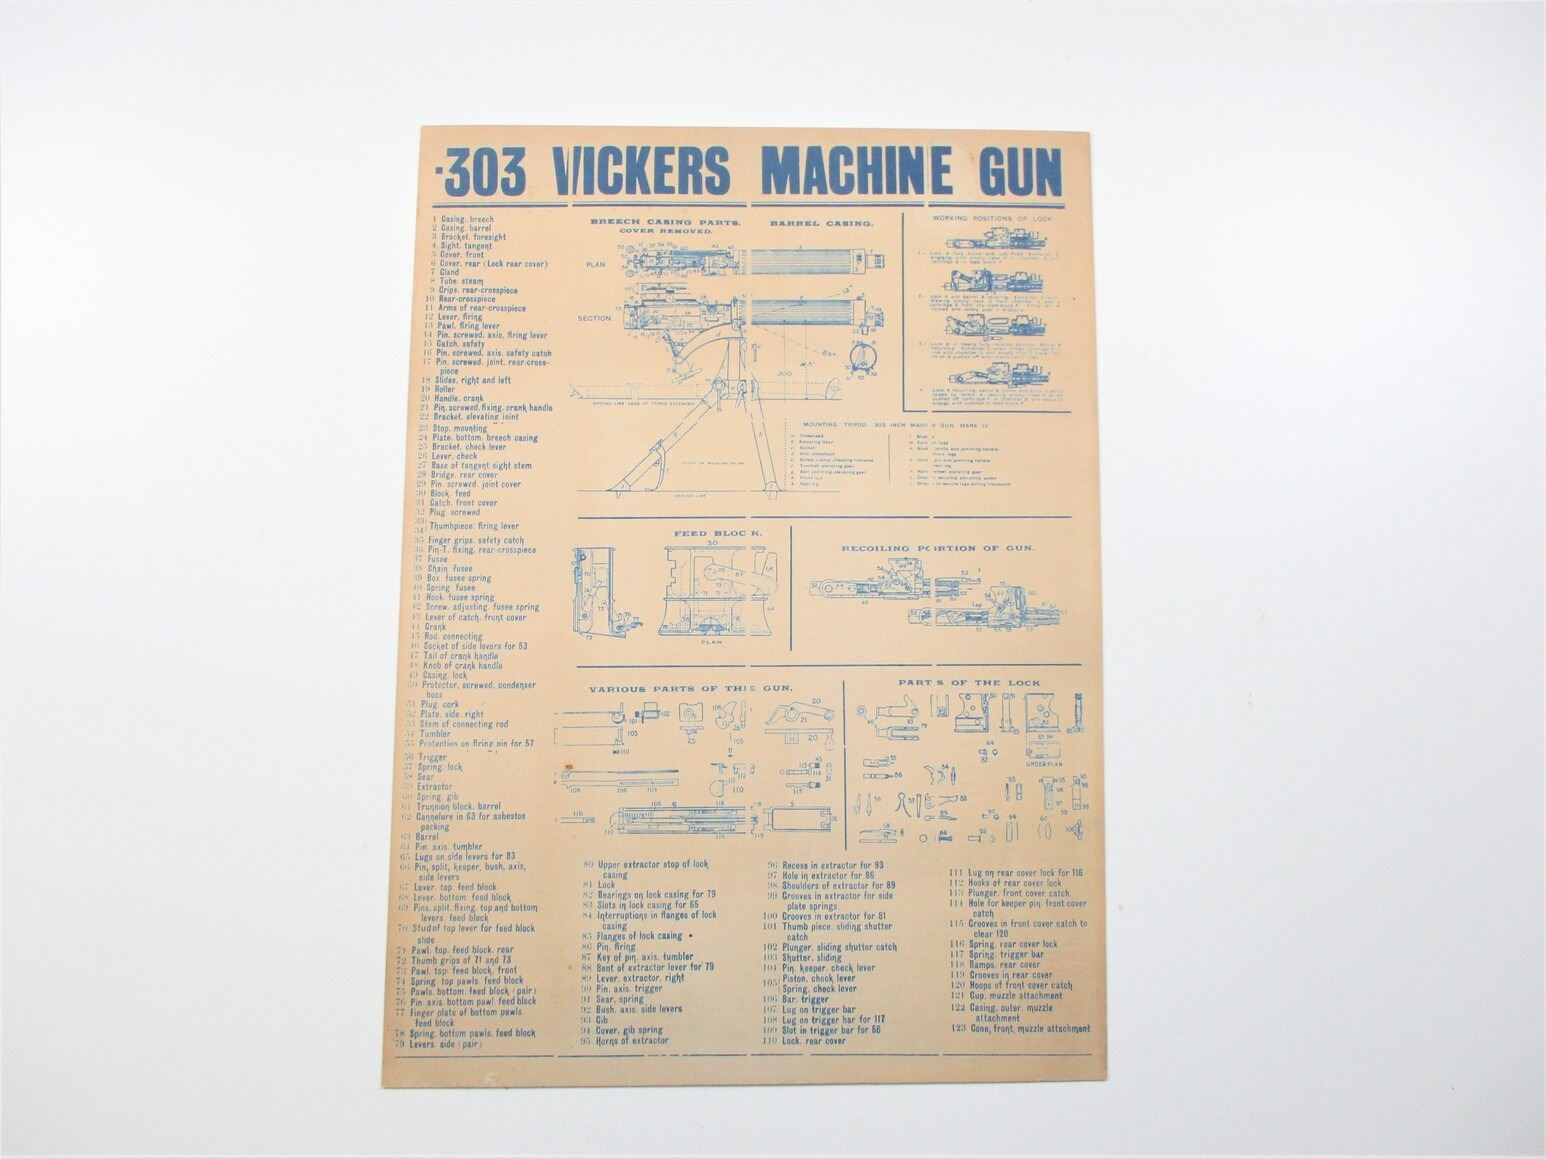 ·303 VICKERS MACHINE GUN
1 Casing. breech
2 Casing. barrel
3 Bracket. foresight
4 Sight. tangent
5 Cover. front
6 Cover. rear (Lock rear cover)
7 Gland
8 Tube. steam
9 Grips. rear-crosspiece
10 Rear-crosspiece
11 Arms of rear-crosspiece
12 Lever, firing
13 Pawl. firing lever
14 Pin. screwed. axis, firing lever
15 Catch. safety
16 Pin. screwed. axis. safety catch
17 Pin. screwed. joint. rear-cross-
piece
18 Slides. right and left
19 Roller
20 Handle. crank
21 Pin. screwed. fixing. crank handle
22 Bracket. elevating joint
23 Stop. mounting
24 Plate. bottom. breech casing
25 Bracket. check lever
26 Lever. check
27 Base of tangent sight stem
28 Bridge. rear cover
29 Pin. screwed. joint cover
30 Block. feed
31 Catch. front cover
32 Plug screwed
33
34 Thumbpiece. firing lever
35 Finger grips. safety catch
36 Pin-T. fixing. rear-crosspiece
37 Fusee
38 Chain fusee
39 Box fusee spring
40 Spring fusee
41 Hook. fusee spring
42 Screw. adjusting. fusee spring
43 Lever of catch. front cover
44 Crank
45 Rod. connecting
46 Socket of side levers for 53
47 Tail of crank handle
48 Knob of crank handle
49 Casing. lock
50 Protector, screwed. condenser
boss
51 Plug cork
52 Plate. side. right
53 Stem of connecting rod
54 Tumbler
55 Protection on firing pin for 57
56 Trigger
57 Spring. lock
58 Sear
59 Extractor
60 Spring. gib
61 Trunnion block. barrel
62 Cannelure in 63 for asbestos
packing
63 Barrel
64 Pin. axis. tumbler
65 Lugs on side levers for 83
66 Pin, split, keeper, bush, axis,
side levers
67 Lever. top. feed block
68 Lever. bottom. feed block
69 Pins. split. fixing. top and bottom
levers. feed block
70 Stud of top lever for feed block
slide
71 Pawl. top. feed block. rear
72 Thumb grips of 71 and 73
73 Pawl. top. feed block, front
74 Spring. top pawls. feed block
75 Pawls. bottom. feed block (pair)
76 Pin. axis bottom pawl. feed block
77 Finger plate of bottom pawls.
feed block
78 Spring. bottom pawls. feed block
79 Levers. side (pair)
BREECH CASING PARTS.
COVER REMOVED.
BARREL CASING.
PLAN
SECTION
300
GROUND LINE LEGS OF TRIPOD EXTENDED
GROUND LINE
WORKING POSITIONS OF LOCK
MOUNTING. TRIPOD. 303 INCH MAXIM GUN, MARK IV.
FEED BLOCK.
30
PLAN
RECOILING PORTION OF GUN.
VARIOUS PARTS OF THE GUN.
PARTS OF THE LOCK
UNDERPLAN
80 Upper extractor stop of lock
casing
81 Lock
82 Bearings on lock casing for 79
83 Slots in lock casing for 65
84 Interruptions in flanges of lock
casing
85 Flanges of lock casing
86 Pin. firing
87 Key of pin. axis. tumbler
88 Bent of extractor lever for 79
89 Lever. extractor, right
90 Pin. axis trigger
91 Sear, spring
92 Bush. axis. side levers
93 Gib
94 Cover. gib spring
95 Horns of extractor
96 Recess in extractor for 93
97 Hole in extractor for 86
98 Shoulders of extractor for 89
99 Grooves in extractor for side
plate springs
100 Grooves in extractor for 81
101 Thumb piece. sliding shutter
catch
102 Plunger. sliding shutter catch
103 Shutter. sliding
104 Pin. keeper. check lever
105 Piston. check lever
Spring. check lever
106 Bar. trigger
107 Lug on trigger bar
108 Lug on trigger bar for 117
109 Slot in trigger bar for 56
110 Lock. rear cover
111 Lug on rear cover lock for 116
112 Hooks of rear cover lock
113 Plunger. front cover catch
114 Hole for keeper pin. front cover
catch
115 Grooves in front cover catch to
clear 120
116 Spring. rear cover lock
117 Spring. trigger bar
118 Ramps. rear cover
119 Grooves in rear cover
120 Hoops of front cover catch
121 Cup. muzzle attachment
122 Casing. outer. muzzle
attachment
123 Cone, front, muzzle attachment